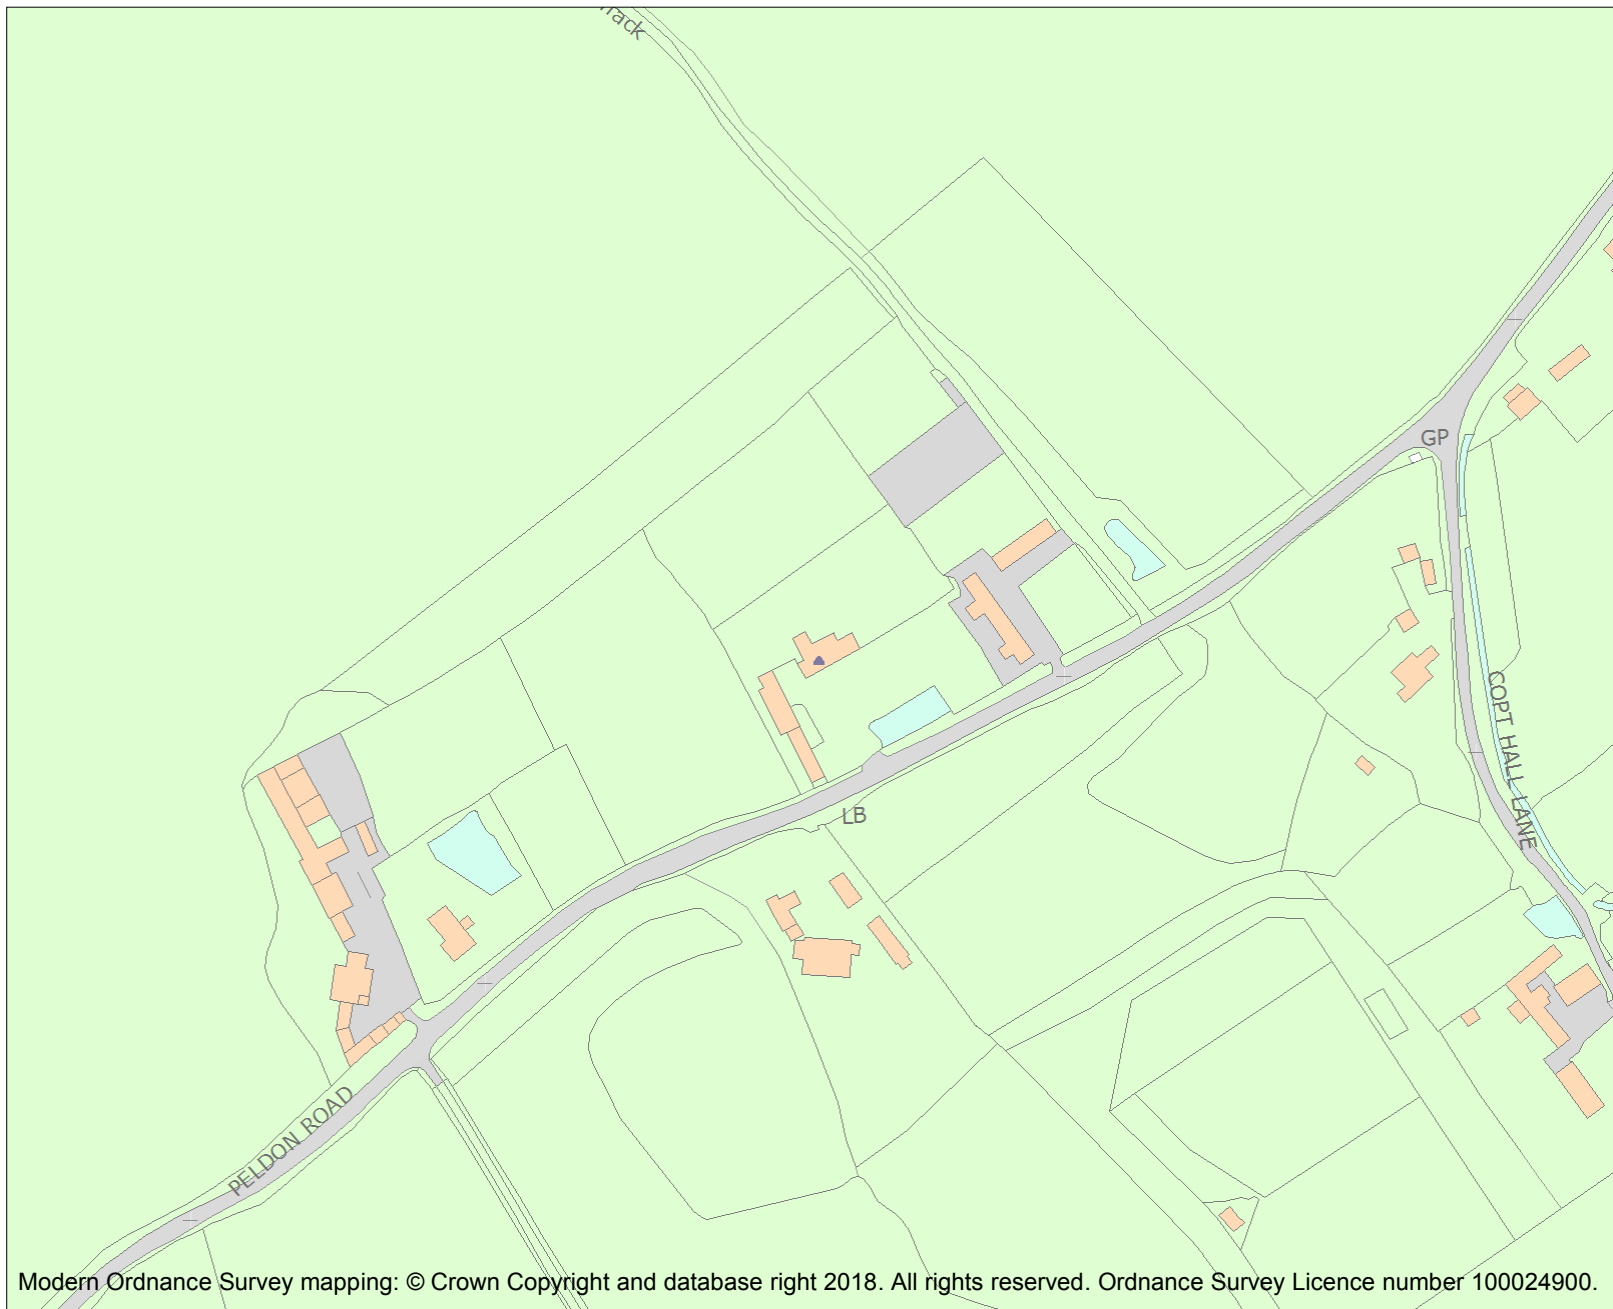 Track
GP
COPT HALL LANE
LB
PELDON ROAD
Modern Ordnance Survey mapping: © Crown Copyright and database right 2018. All rights reserved. Ordnance Survey Licence number 100024900.